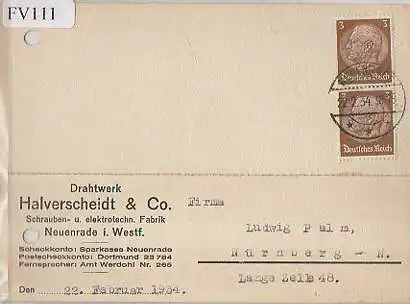 FV111
3
Deutsches Reich
3
Deutsches Reich
Drahtwerk
Halverscheidt & Co.
Schrauben- u. elektrotechn. Fabrik
Neuenrade i. Westf.
Scheckkonto: Sparkasse Neuenrade
Postscheckkonto: Dortmund 23784
Fernsprecher: Amt Werdohl Nr. 266
Den 22. Februar 1934.
Firma
Ludwig Palm,
Nürnberg - N.
Lange Zeile 48.